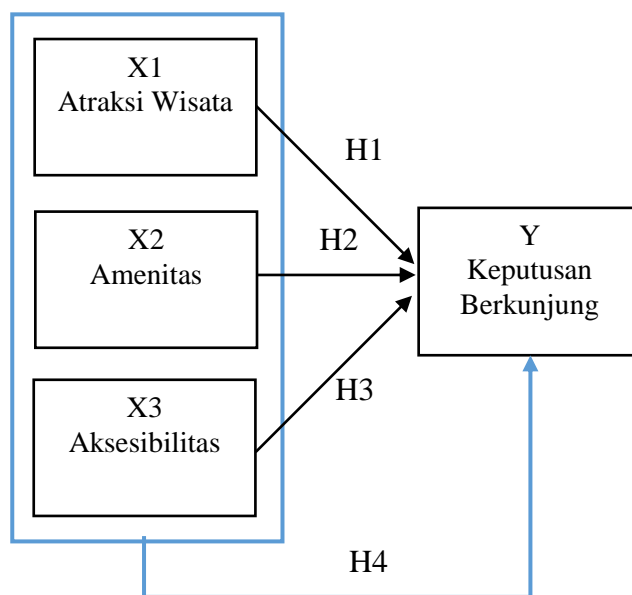 X1
Atraksi Wisata
H1
X2
Amenitas
H2
Y
Keputusan
Berkunjung
X3
Aksesibilitas
H3
H4